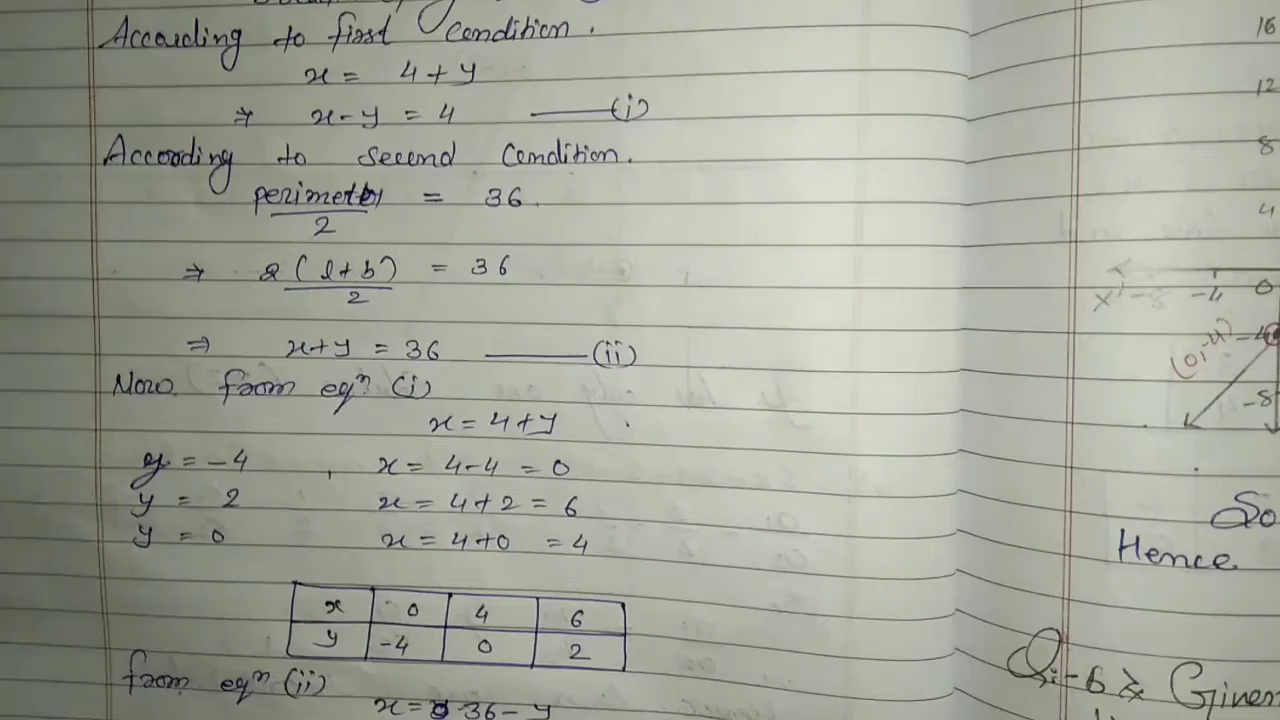 According to first condition.
x = 4 + y
⇒ x - y = 4 ——(i)
According to second condition.
perimeter/2 = 36.
⇒ 2(l+b)/2 = 36
⇒ x+y = 36 ——(ii)
Now from eqn (i)
x = 4+y
y = -4 , x = 4-4 = 0
y = 2 x = 4+2 = 6
y = 0 x = 4+0 = 4
x 0 4 6
y -4 0 2
from eqn (ii)
x = 36 - y
16
12
8
4
x' -8 -4 0
(0,-4) -4
-8
So
Hence
Q:-6 Given